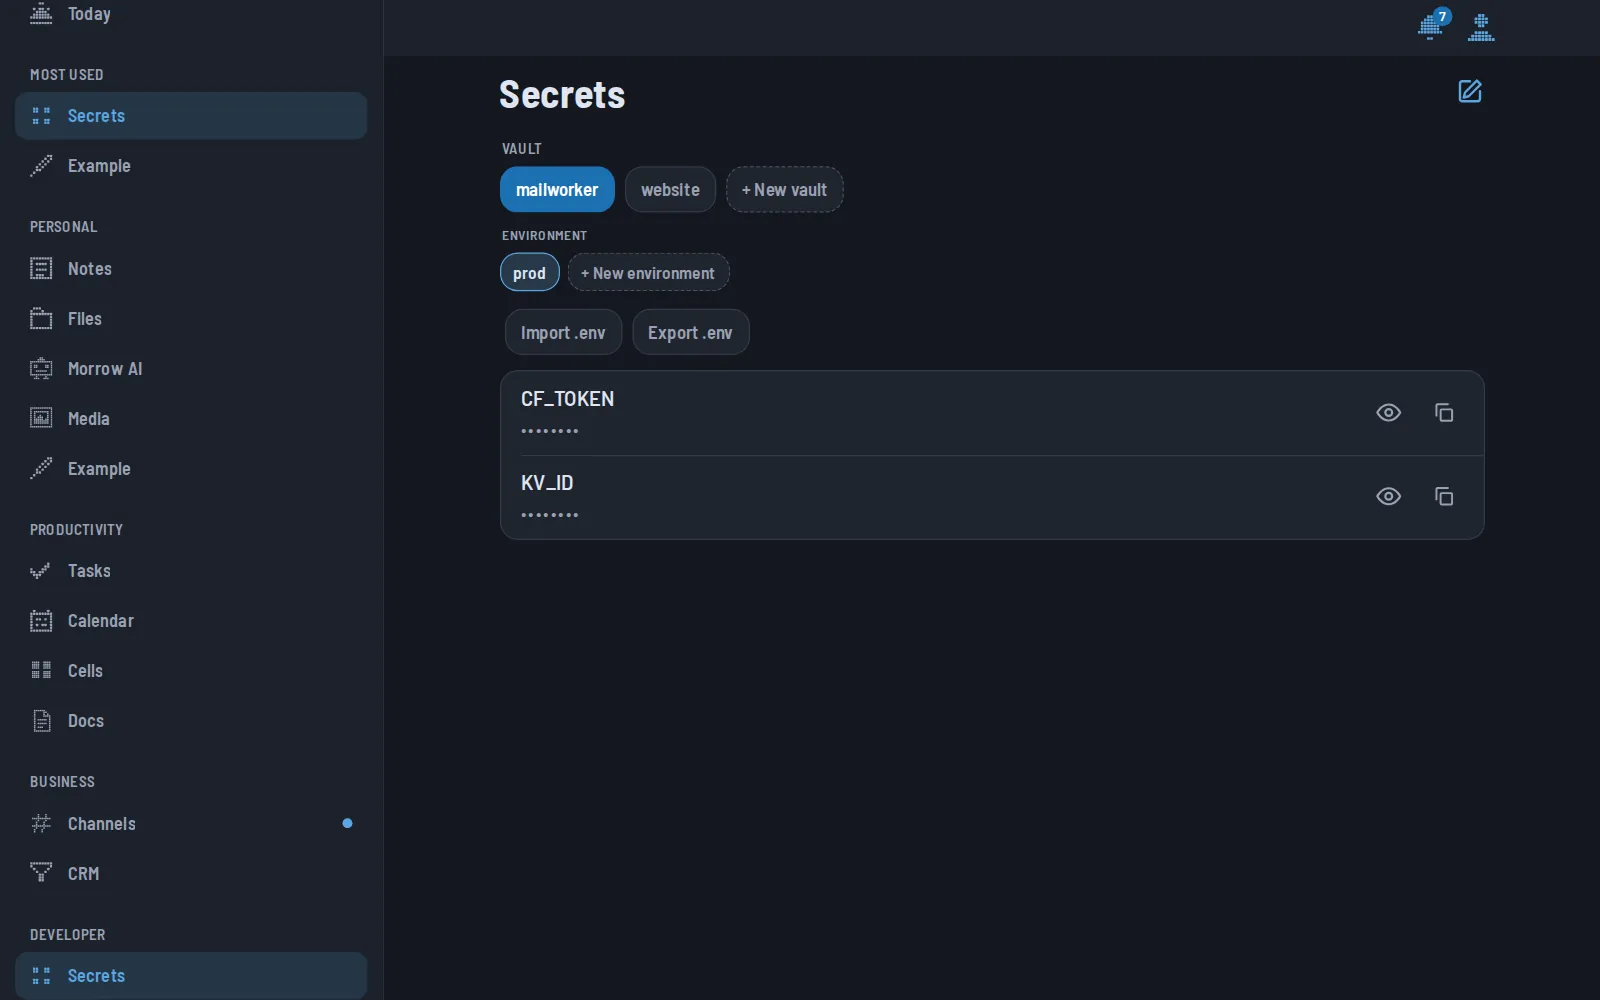 Today
MOST USED
Secrets
Example
PERSONAL
Notes
Files
Morrow AI
Media
Example
PRODUCTIVITY
Tasks
Calendar
Cells
Docs
BUSINESS
Channels
CRM
DEVELOPER
Secrets
7
Secrets
VAULT
mailworker website + New vault
ENVIRONMENT
prod + New environment
Import .env Export .env
CF_TOKEN
••••••••
KV_ID
••••••••